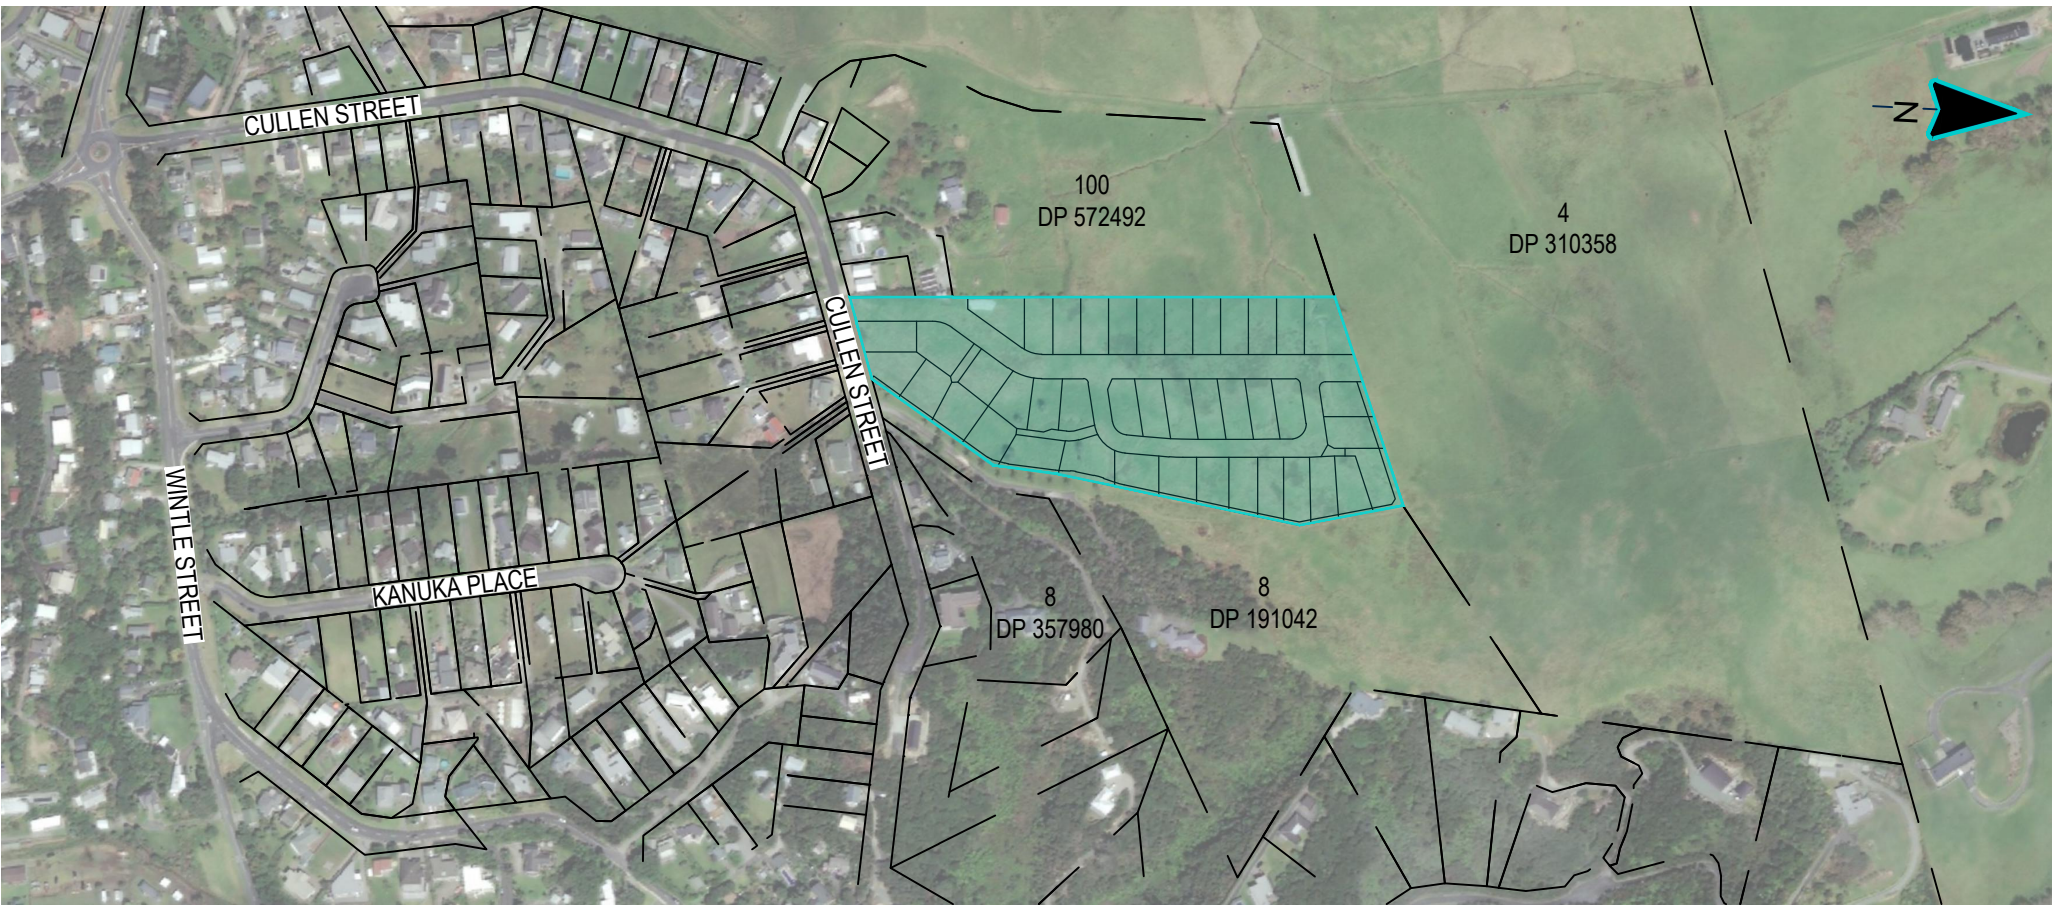 CULLEN STREET
N
100
DP 572492
4
DP 310358
CULLEN STREET
WINTLE STREET
KANUKA PLACE
8
DP 357980
8
DP 191042